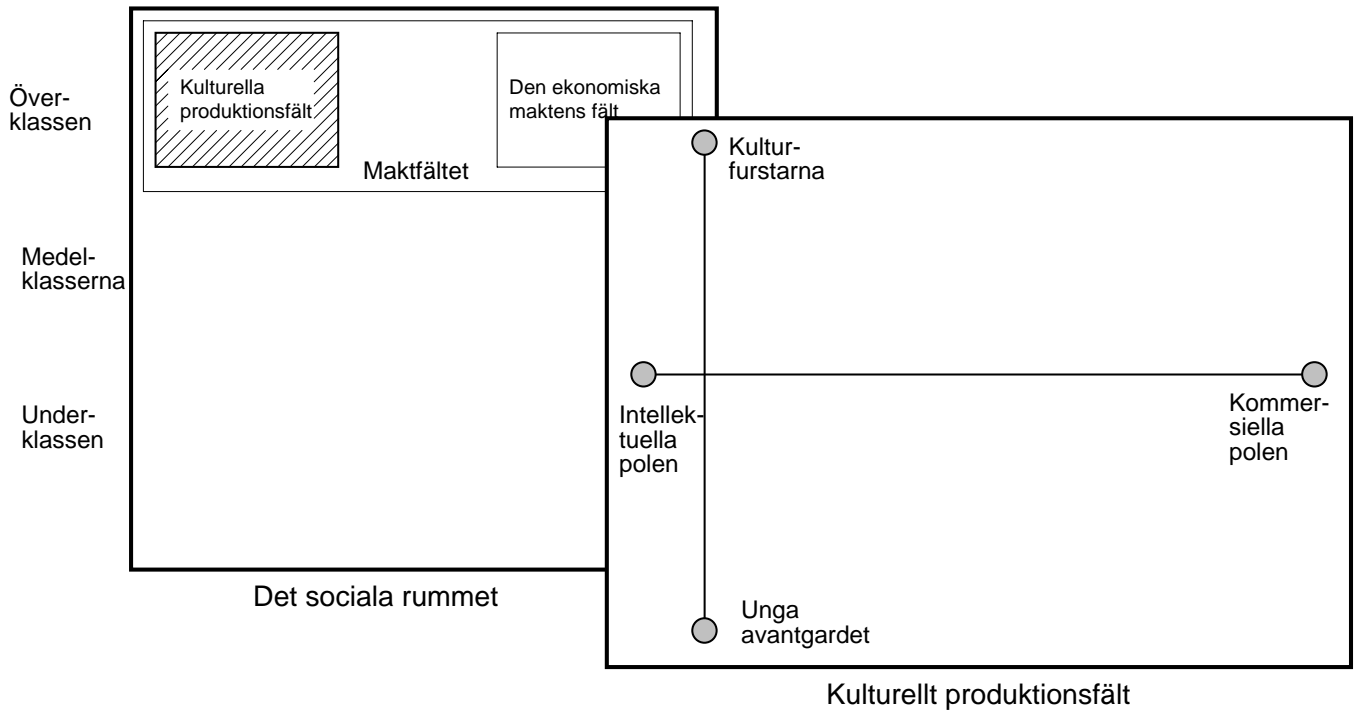 Över-
klassen
Kulturella
produktionsfält
Den ekonomiska
maktens fält
Maktfältet
Medel-
klasserna
Under-
klassen
Det sociala rummet
Kultur-
furstarna
Intellek-
tuella
polen
Kommer-
siella
polen
Unga
avantgardet
Kulturellt produktionsfält